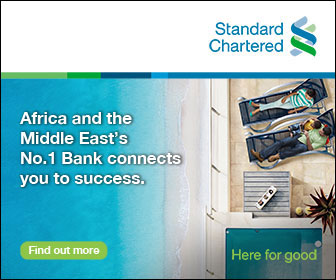 Standard
Chartered
Africa and the
Middle East's
No.1 Bank connects
you to success.
Find out more
Here for good